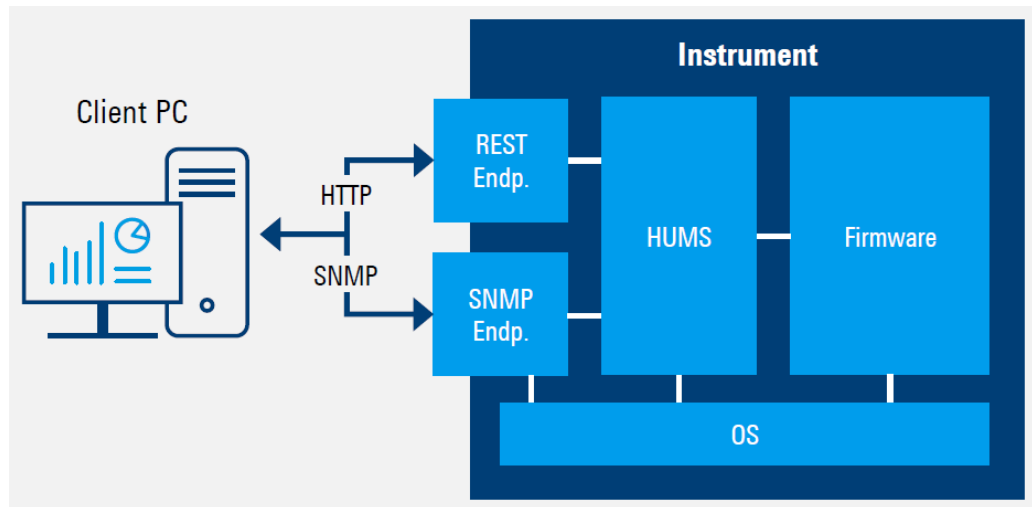 Instrument
Client PC
REST
Endp.
HTTP
HUMS
Firmware
SNMP
SNMP
Endp.
OS